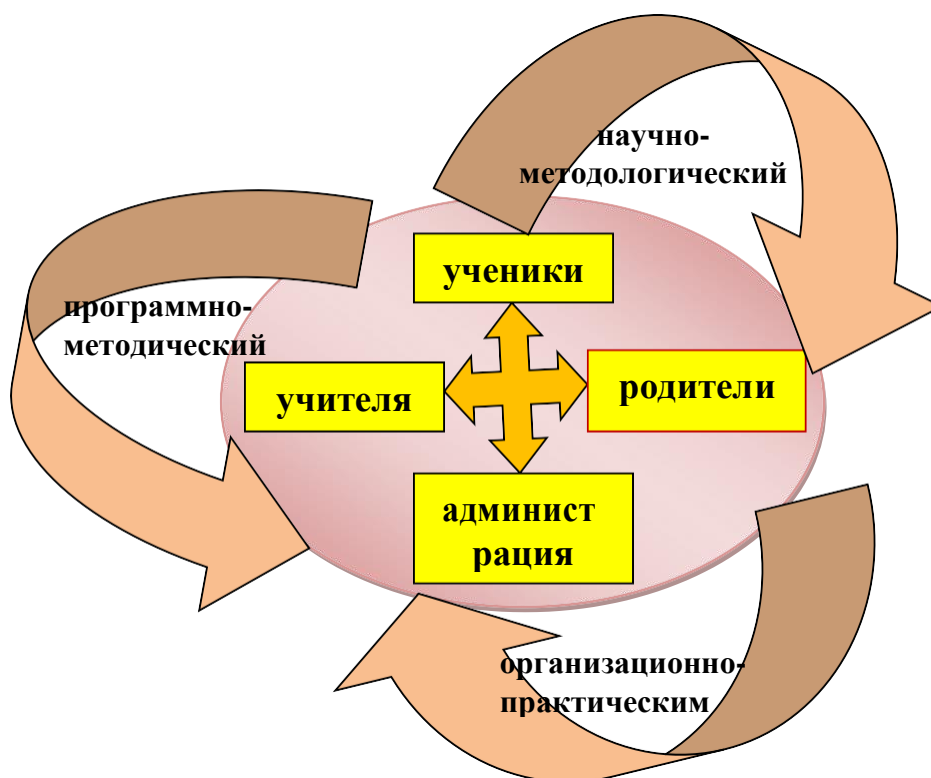 научно-
методологический
ученики
программно-
методический
учителя
родители
админист
рация
организационно-
практическим